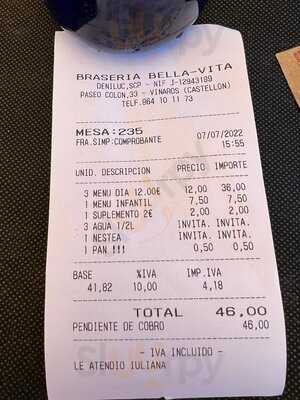 BRASERIA BELLA-VITA
DENILUC,SCP - NIF J-12943189
PASEO COLON,33 - VINAROS (CASTELLON)
TELF.964 10 11 73
MESA:235 07/07/2022
FRA.SIMP:COMPROBANTE 15:55
UNID. DESCRIPCION PRECIO IMPORTE
3 MENU DIA 12.00€ 12,00 36,00
1 MENU INFANTIL 7,50 7,50
1 SUPLEMENTO 2€ 2,00 2,00
3 AGUA 1/2L INVITA. INVITA.
1 NESTEA INVITA. INVITA.
1 PAN !!! 0,50 0,50
BASE %IVA IMP.IVA
41,82 10,00 4,18
TOTAL 46,00
PENDIENTE DE COBRO 46,00
- IVA INCLUIDO -
LE ATENDIO IULIANA